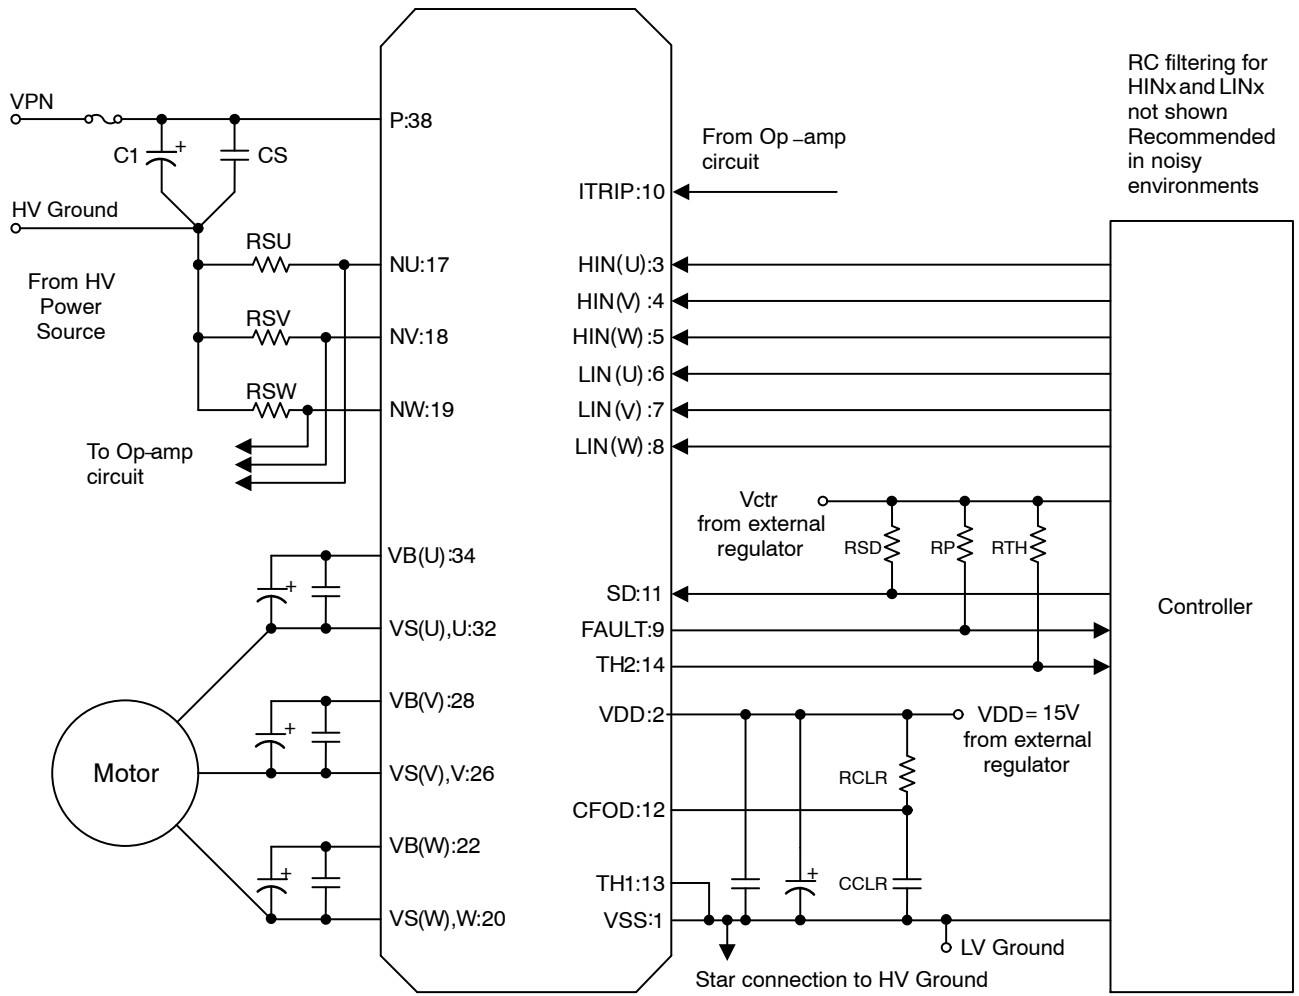 VPN
P:38
C1
+
CS
HV Ground
RSU
NU:17
From HV
Power
Source
RSV
NV:18
RSW
NW:19
To Op-amp
circuit
VB(U):34
+
VS(U),U:32
VB(V):28
+
VS(V),V:26
Motor
VB(W):22
+
VS(W),W:20
From Op-amp
circuit
ITRIP:10
HIN(U):3
HIN(V):4
HIN(W):5
LIN(U):6
LIN(V):7
LIN(W):8
Vctr
from external
regulator
RSD
RP
RTH
SD:11
FAULT:9
TH2:14
VDD:2
VDD=15V
from external
regulator
RCLR
CFOD:12
TH1:13
+
CCLR
VSS:1
LV Ground
Star connection to HV Ground
RC filtering for
HINx and LINx
not shown
Recommended
in noisy
environments
Controller